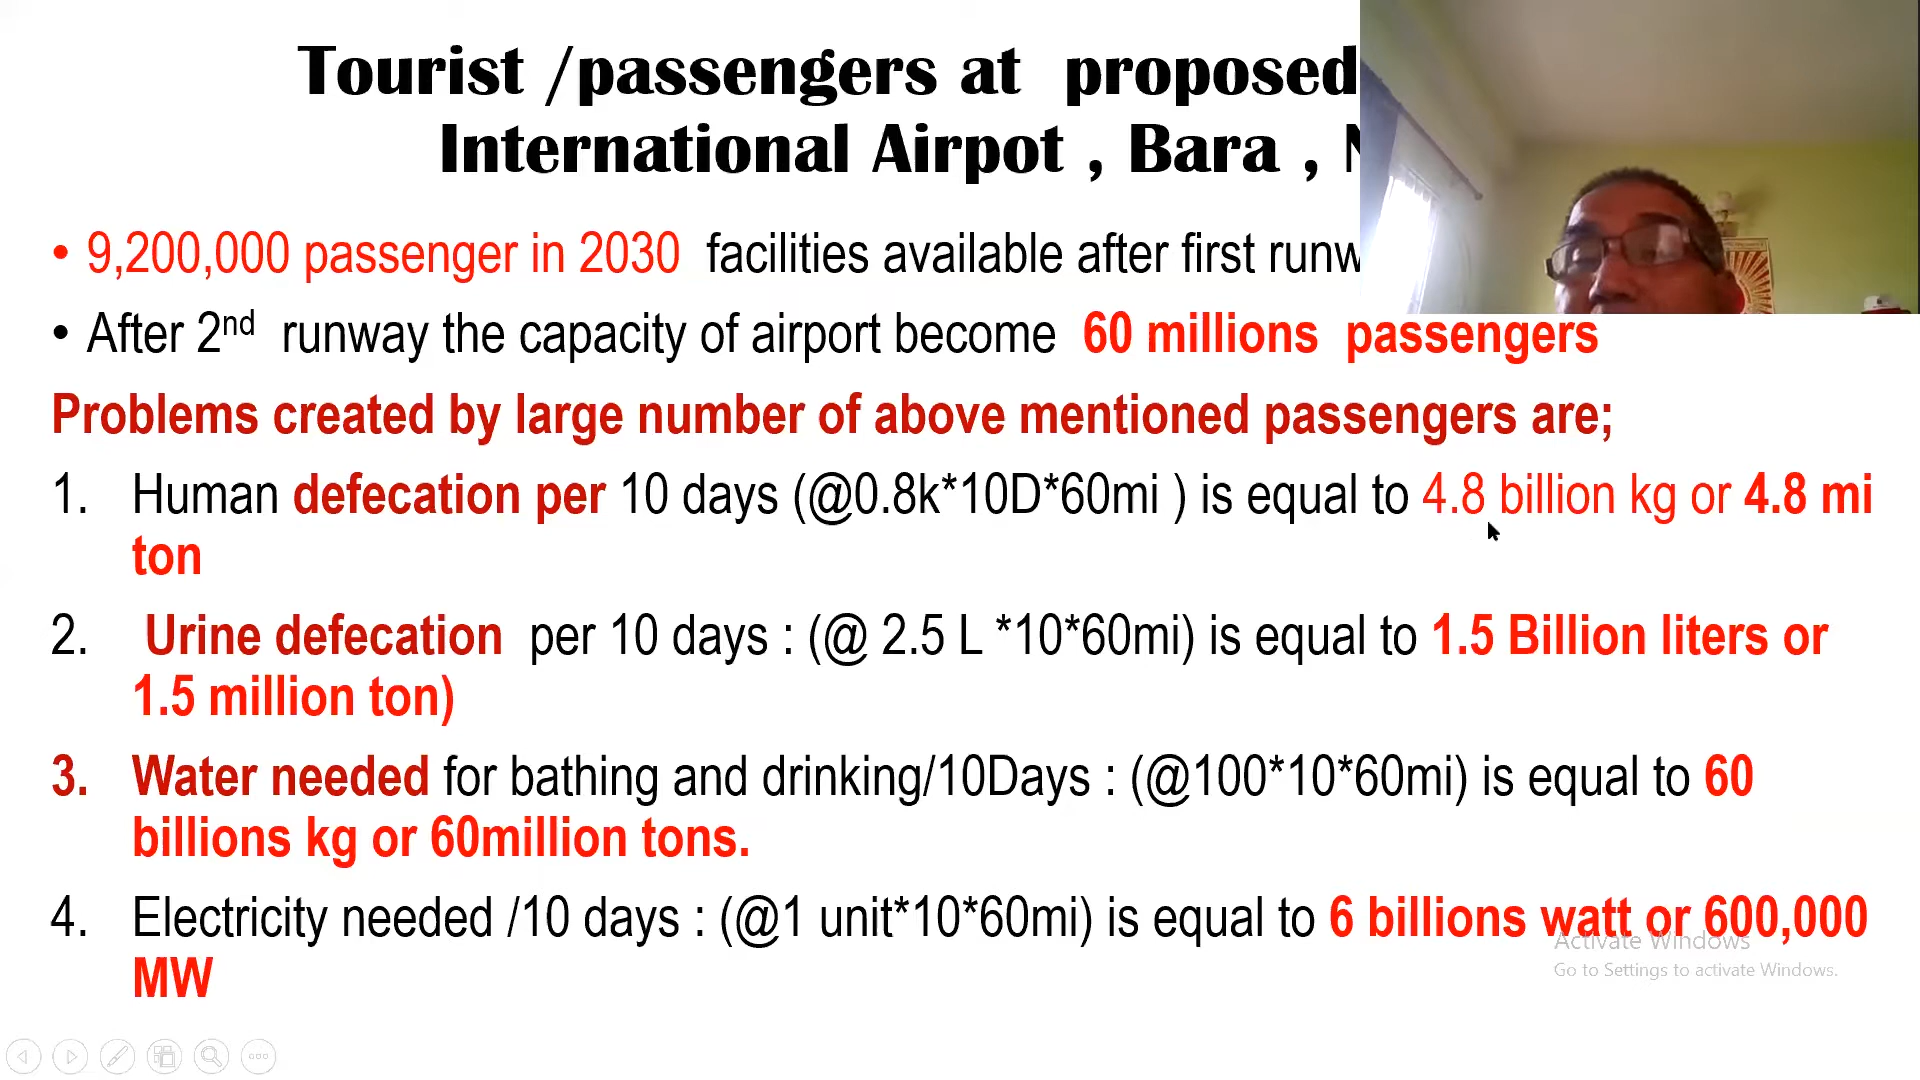 Tourist /passengers at proposed
International Airpot , Bara ,
• 9,200,000 passenger in 2030 facilities available after first
• After 2nd runway the capacity of airport become 60 millions passengers
Problems created by large number of above mentioned passengers are;
1. Human defecation per 10 days (@0.8k*10D*60mi ) is equal to 4.8 billion kg or 4.8 mi
ton
2. Urine defecation per 10 days : (@ 2.5 L *10*60mi) is equal to 1.5 Billion liters or
1.5 million ton)
3. Water needed for bathing and drinking/10Days : (@100*10*60mi) is equal to 60
billions kg or 60million tons.
4. Electricity needed /10 days : (@1 unit*10*60mi) is equal to 6 billions watt or 600,000
MW
Activate Windows
Go to Settings to activate Windows.